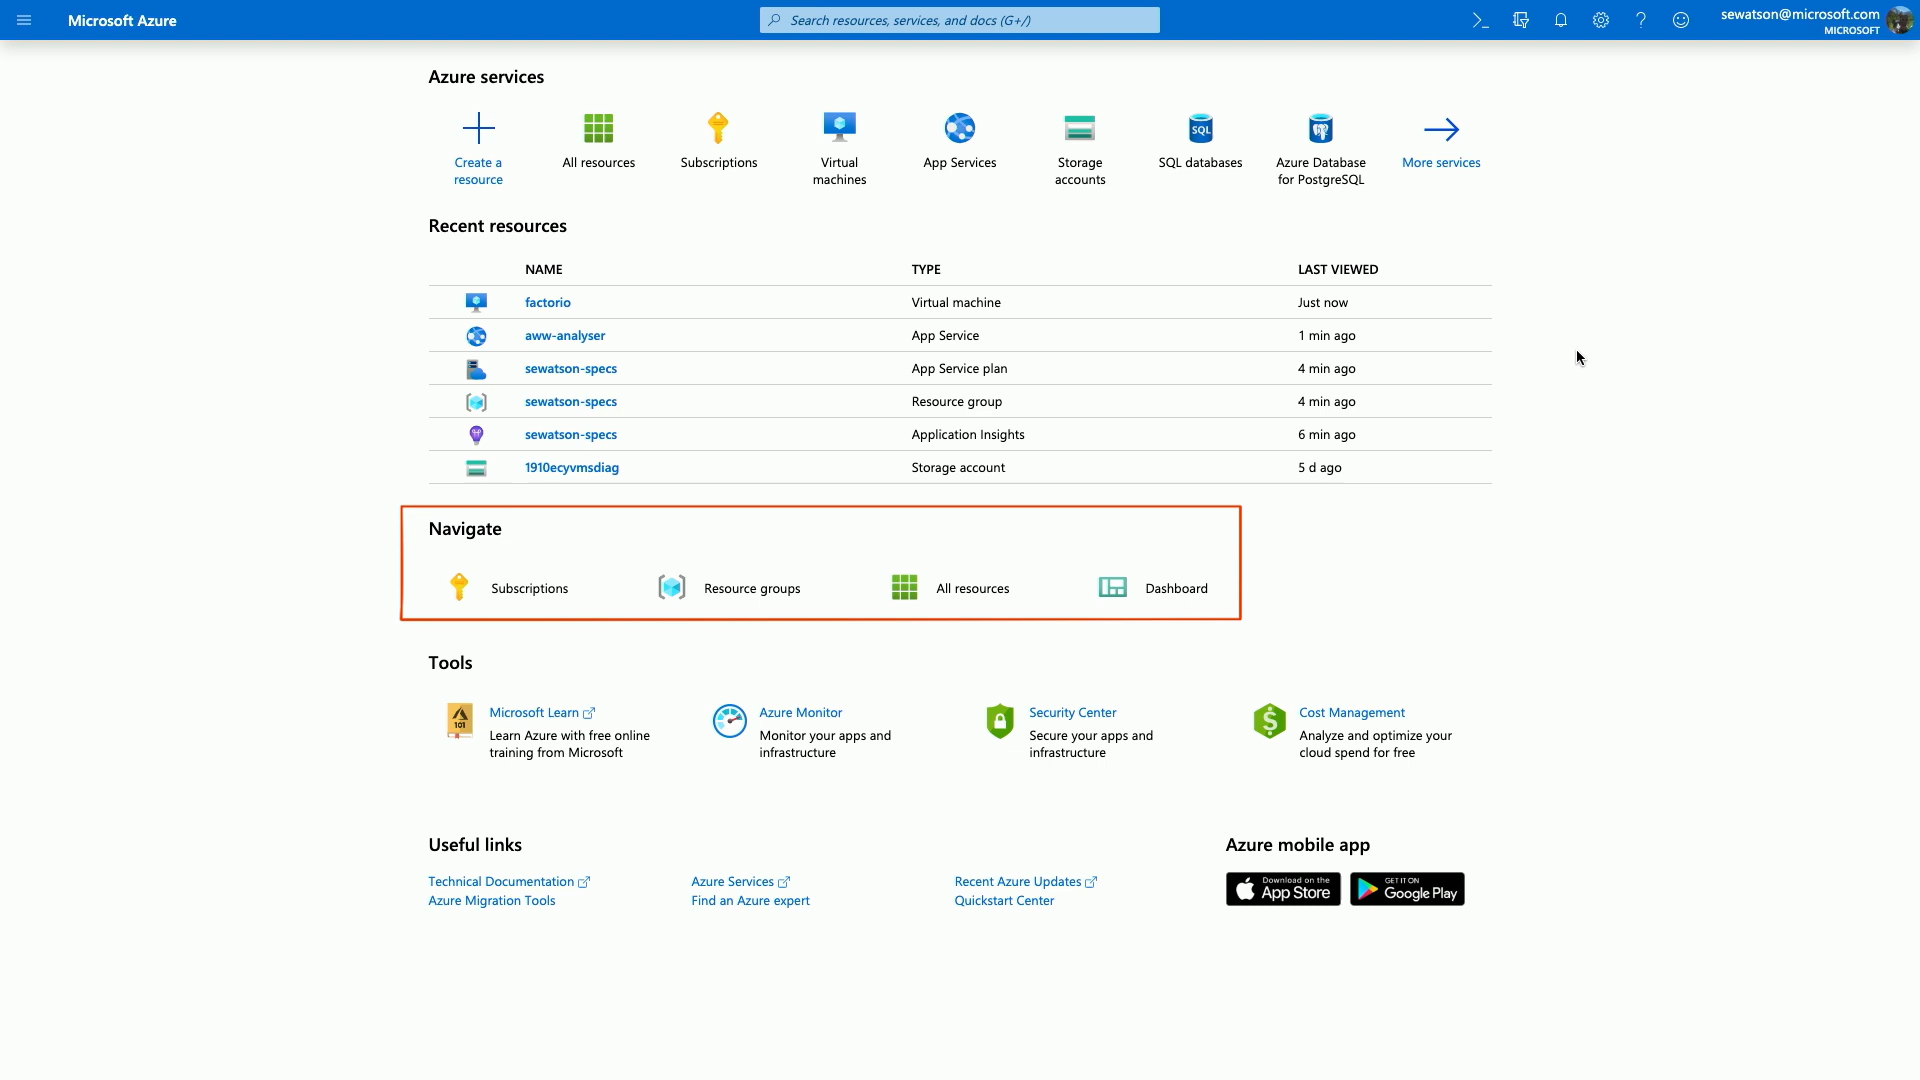 Microsoft Azure
Search resources, services, and docs (G+/)
sewatson@microsoft.com
MICROSOFT
Azure services
Create a
resource
All resources
Subscriptions
Virtual
machines
App Services
Storage
accounts
SQL
SQL databases
Azure Database
for PostgreSQL
More services
Recent resources
NAME TYPE LAST VIEWED
factorio Virtual machine Just now
aww-analyser App Service 1 min ago
sewatson-specs App Service plan 4 min ago
sewatson-specs Resource group 4 min ago
sewatson-specs Application Insights 6 min ago
1910ecyvmsdiag Storage account 5 d ago
Navigate
Subscriptions Resource groups All resources Dashboard
Tools
101
Microsoft Learn
Learn Azure with free online
training from Microsoft
Azure Monitor
Monitor your apps and
infrastructure
Security Center
Secure your apps and
infrastructure
Cost Management
Analyze and optimize your
cloud spend for free
Useful links
Technical Documentation
Azure Migration Tools
Azure Services
Find an Azure expert
Recent Azure Updates
Quickstart Center
Azure mobile app
Download on the
App Store
GET IT ON
Google Play